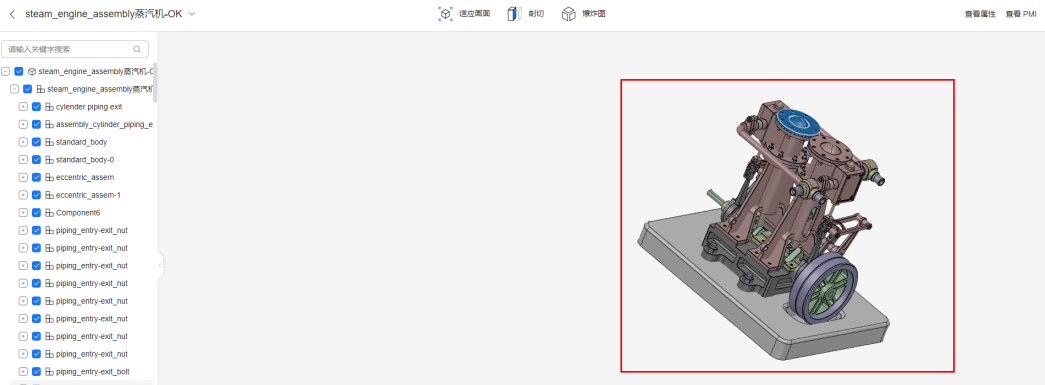 steam_engine_assembly蒸汽机-OK
适应画面 剖切 爆炸图
查看属性 查看 PMI
请输入关键字搜索
steam_engine_assembly蒸汽机-O
steam_engine_assembly蒸汽机
cylender piping exit
assembly_cylinder_piping_e
standard_body
standard_body-0
eccentric_assem
eccentric_assem-1
Component6
piping_entry-exit_nut
piping_entry-exit_nut
piping_entry-exit_nut
piping_entry-exit_nut
piping_entry-exit_nut
piping_entry-exit_nut
piping_entry-exit_nut
piping_entry-exit_nut
piping_entry-exit_bolt